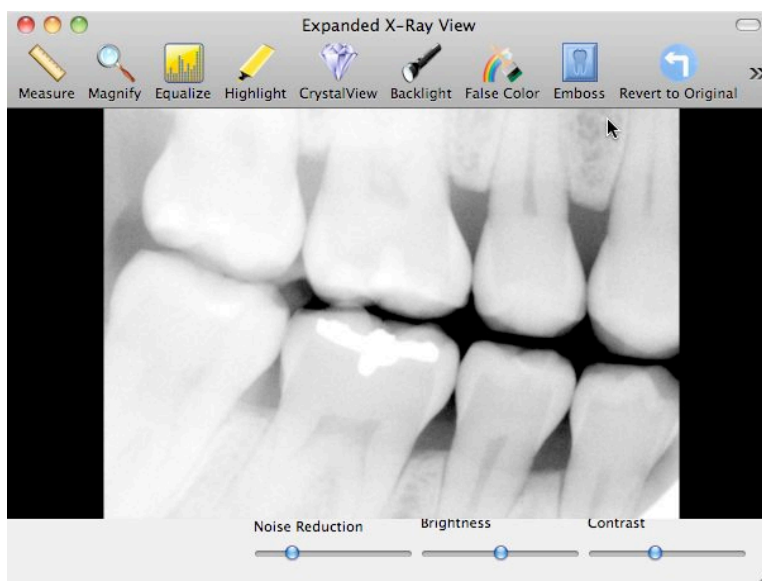 Expanded X-Ray View
Measure Magnify Equalize Highlight CrystalView Backlight False Color Emboss Revert to Original »
Noise Reduction Brightness Contrast